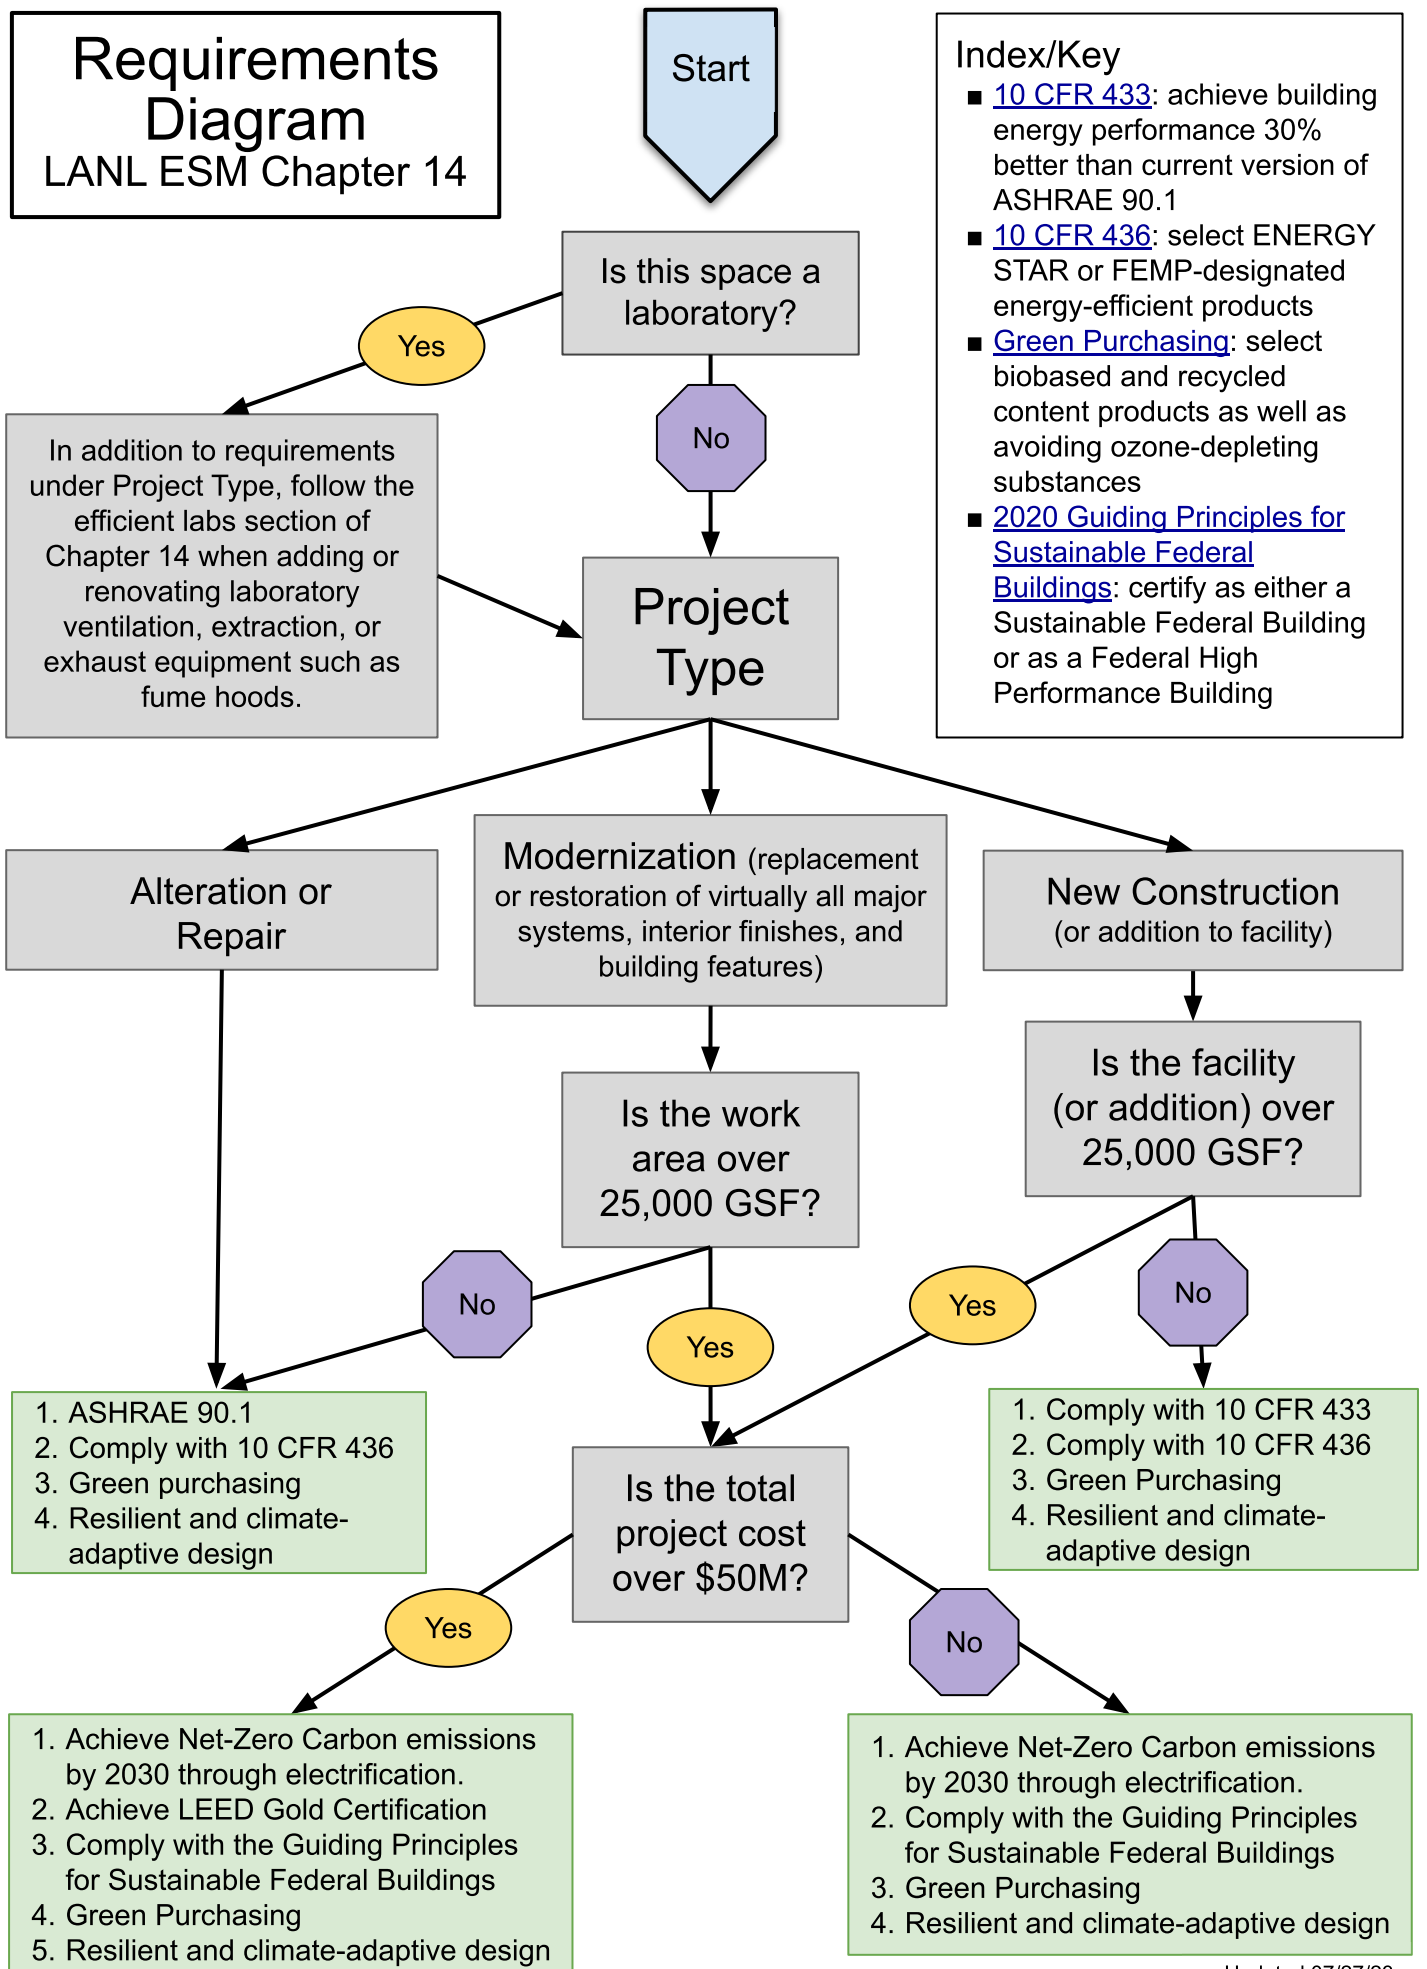 Requirements
Diagram
LANL ESM Chapter 14
Start
Index/Key
■ 10 CFR 433: achieve building
energy performance 30%
better than current version of
ASHRAE 90.1
■ 10 CFR 436: select ENERGY
STAR or FEMP-designated
energy-efficient products
■ Green Purchasing: select
biobased and recycled
content products as well as
avoiding ozone-depleting
substances
■ 2020 Guiding Principles for
Sustainable Federal
Buildings: certify as either a
Sustainable Federal Building
or as a Federal High
Performance Building
Is this space a
laboratory?
Yes
No
In addition to requirements
under Project Type, follow the
efficient labs section of
Chapter 14 when adding or
renovating laboratory
ventilation, extraction, or
exhaust equipment such as
fume hoods.
Project
Type
Alteration or
Repair
Modernization (replacement
or restoration of virtually all major
systems, interior finishes, and
building features)
New Construction
(or addition to facility)
Is the work
area over
25,000 GSF?
Is the facility
(or addition) over
25,000 GSF?
No
Yes
Yes
No
1. ASHRAE 90.1
2. Comply with 10 CFR 436
3. Green purchasing
4. Resilient and climate-
adaptive design
Is the total
project cost
over $50M?
1. Comply with 10 CFR 433
2. Comply with 10 CFR 436
3. Green Purchasing
4. Resilient and climate-
adaptive design
Yes
No
1. Achieve Net-Zero Carbon emissions
by 2030 through electrification.
2. Achieve LEED Gold Certification
3. Comply with the Guiding Principles
for Sustainable Federal Buildings
4. Green Purchasing
5. Resilient and climate-adaptive design
1. Achieve Net-Zero Carbon emissions
by 2030 through electrification.
2. Comply with the Guiding Principles
for Sustainable Federal Buildings
3. Green Purchasing
4. Resilient and climate-adaptive design